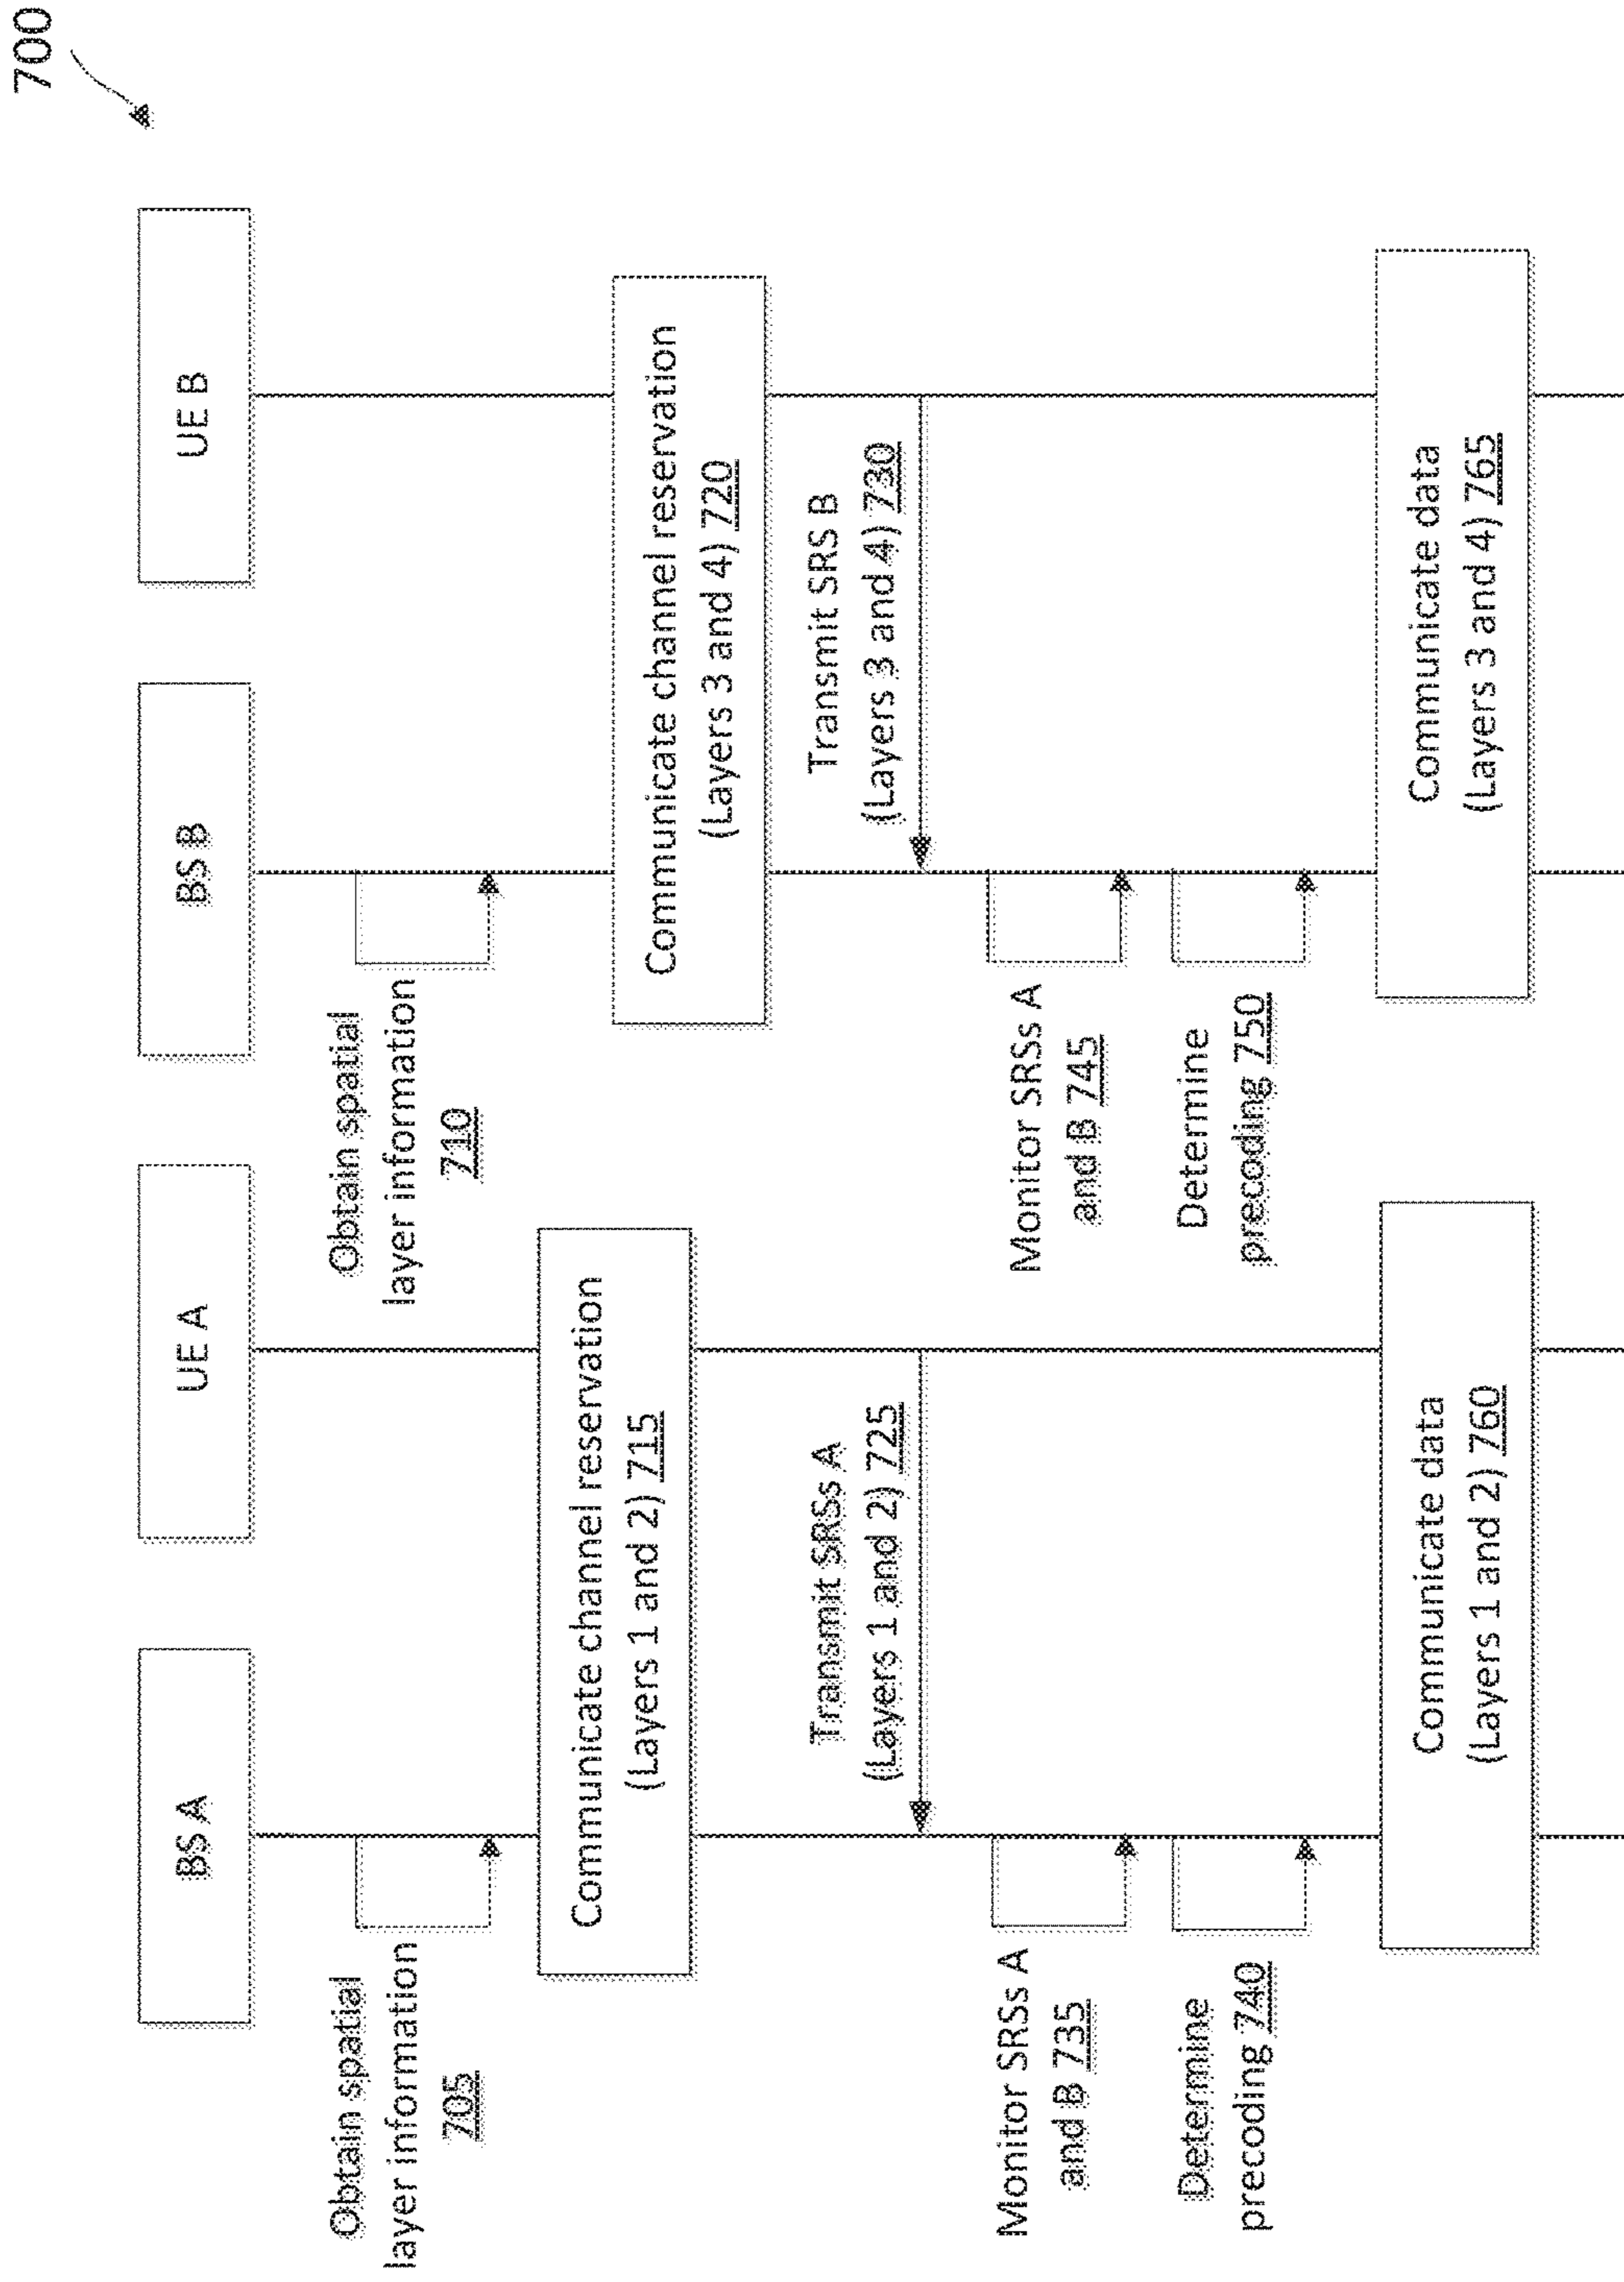 700
BS A
UE A
BS B
UE B
Obtain spatial
layer information
705
Obtain spatial
layer information
710
Communicate channel reservation
(Layers 1 and 2) 715
Communicate channel reservation
(Layers 3 and 4) 720
Transmit SRSs A
(Layers 1 and 2) 725
Transmit SRS B
(Layers 3 and 4) 730
Monitor SRSs A
and B 735
Monitor SRSs A
and B 745
Determine
precoding 740
Determine
precoding 750
Communicate data
(Layers 1 and 2) 760
Communicate data
(Layers 3 and 4) 765